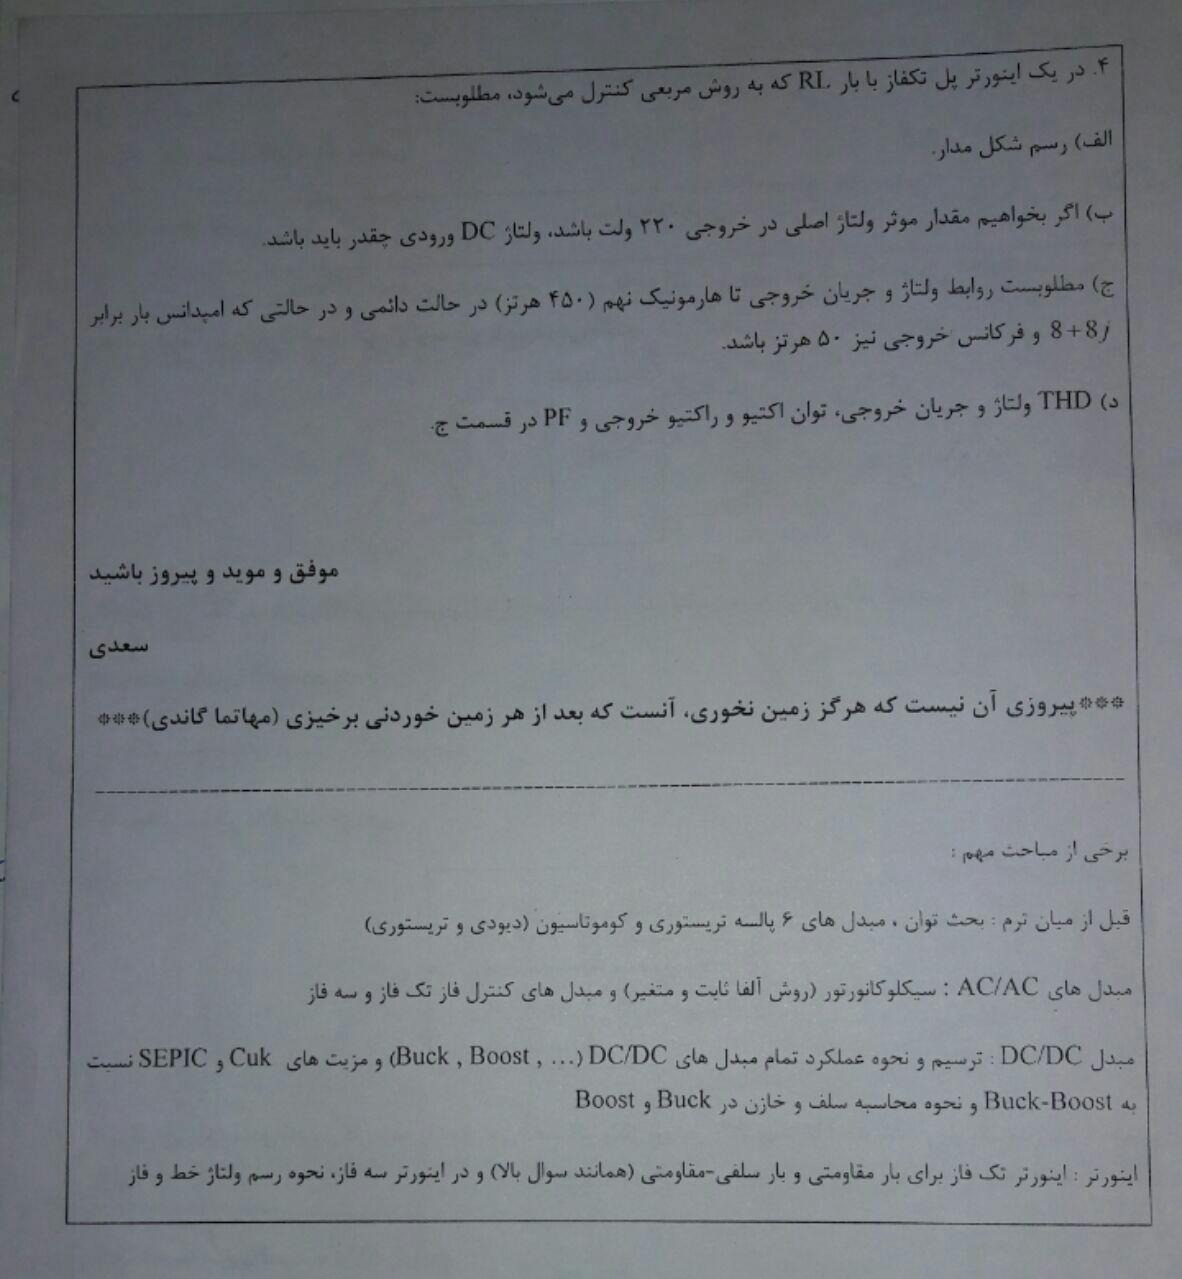 ۴. در یک اینورتر پل تکفاز با بار RL که به روش مربعی کنترل می‌شود، مطلوبست:
الف) رسم شکل مدار.
ب) اگر بخواهیم مقدار موثر ولتاژ اصلی در خروجی ۲۲۰ ولت باشد، ولتاژ DC ورودی چقدر باید باشد.
ج) مطلوبست روابط ولتاژ و جریان خروجی تا هارمونیک نهم (۴۵۰ هرتز) در حالت دائمی و در حالتی که امپدانس بار برابر
8+8j و فرکانس خروجی نیز ۵۰ هرتز باشد.
د) THD ولتاژ و جریان خروجی، توان اکتیو و راکتیو خروجی و PF در قسمت ج.
موفق و موید و پیروز باشید
سعدی
***پیروزی آن نیست که هرگز زمین نخوری، آنست که بعد از هر زمین خوردنی برخیزی (مهاتما گاندی)***
برخی از مباحث مهم :
قبل از میان ترم : بحث توان ، مبدل های ۶ پالسه تریستوری و کوموتاسیون (دیودی و تریستوری)
مبدل های AC/AC : سیکلوکانورتور (روش آلفا ثابت و متغیر) و مبدل های کنترل فاز تک فاز و سه فاز
مبدل DC/DC : ترسیم و نحوه عملکرد تمام مبدل های DC/DC (Buck , Boost , ...) و مزیت های Cuk و SEPIC نسبت
به Buck-Boost و نحوه محاسبه سلف و خازن در Buck و Boost
اینورتر : اینورتر تک فاز برای بار مقاومتی و بار سلفی-مقاومتی (همانند سوال بالا) و در اینورتر سه فاز، نحوه رسم ولتاژ خط و فاز